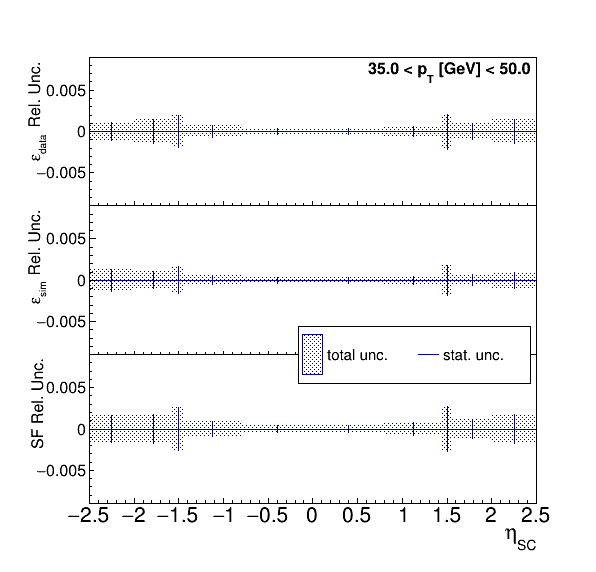 35.0 < p_T [GeV] < 50.0
ε_data Rel. Unc.
0.005
0
−0.005
ε_sim Rel. Unc.
0.005
0
−0.005
total unc. stat. unc.
SF Rel. Unc.
0.005
0
−0.005
−2.5 −2 −1.5 −1 −0.5 0 0.5 1 1.5 2 2.5
η_SC